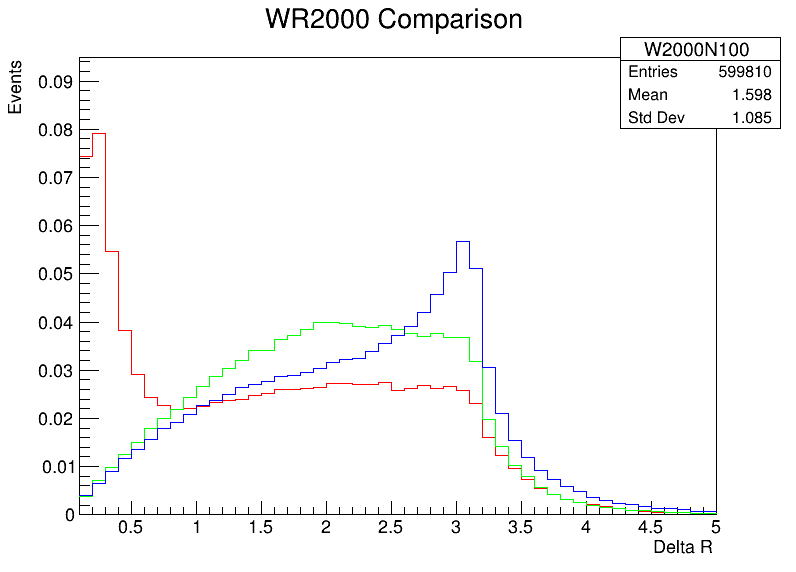 WR2000 Comparison
W2000N100
Entries 599810
Mean 1.598
Std Dev 1.085
Events
0.09
0.08
0.07
0.06
0.05
0.04
0.03
0.02
0.01
0
0.5 1 1.5 2 2.5 3 3.5 4 4.5 5
Delta R